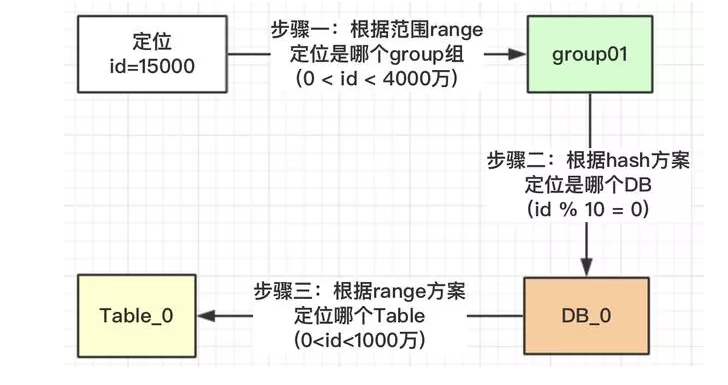 定位
id=15000
步骤一：根据范围range
定位是哪个group组
(0 < id < 4000万)
group01
步骤二：根据hash方案
定位是哪个DB
(id % 10 = 0)
DB_0
步骤三：根据range方案
定位哪个Table
(0<id<1000万)
Table_0